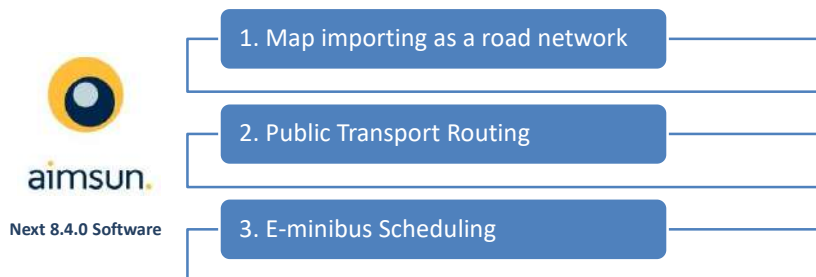 1. Map importing as a road network
2. Public Transport Routing
aimsun.
Next 8.4.0 Software
3. E-minibus Scheduling